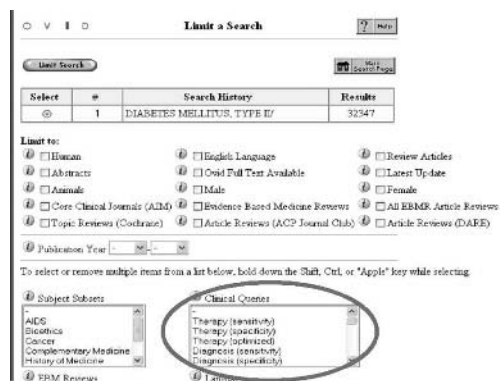 O V I D Limit a Search ? Help
Limit Search Main Search Page
Select # Search History Results
1 DIABETES MELLITUS, TYPE II/ 32347
Limit to:
Human English Language Review Articles
Abstracts Ovid Full Text Available Latest Update
Animals Male Female
Core Clinical Journals (AIM) Evidence Based Medicine Reviews All EBMR Article Reviews
Topic Reviews (Cochrane) Article Reviews (ACP Journal Club) Article Reviews (DARE)
Publication Year - - -
To select or remove multiple items from a list below, hold down the Shift, Ctrl, or "Apple" key while selecting.
Subject Subsets Clinical Queries
- -
AIDS Therapy (sensitivity)
Bioethics Therapy (specificity)
Cancer Therapy (optimized)
Complementary Medicine Diagnosis (sensitivity)
History of Medicine Diagnosis (specificity)
EBM Reviews